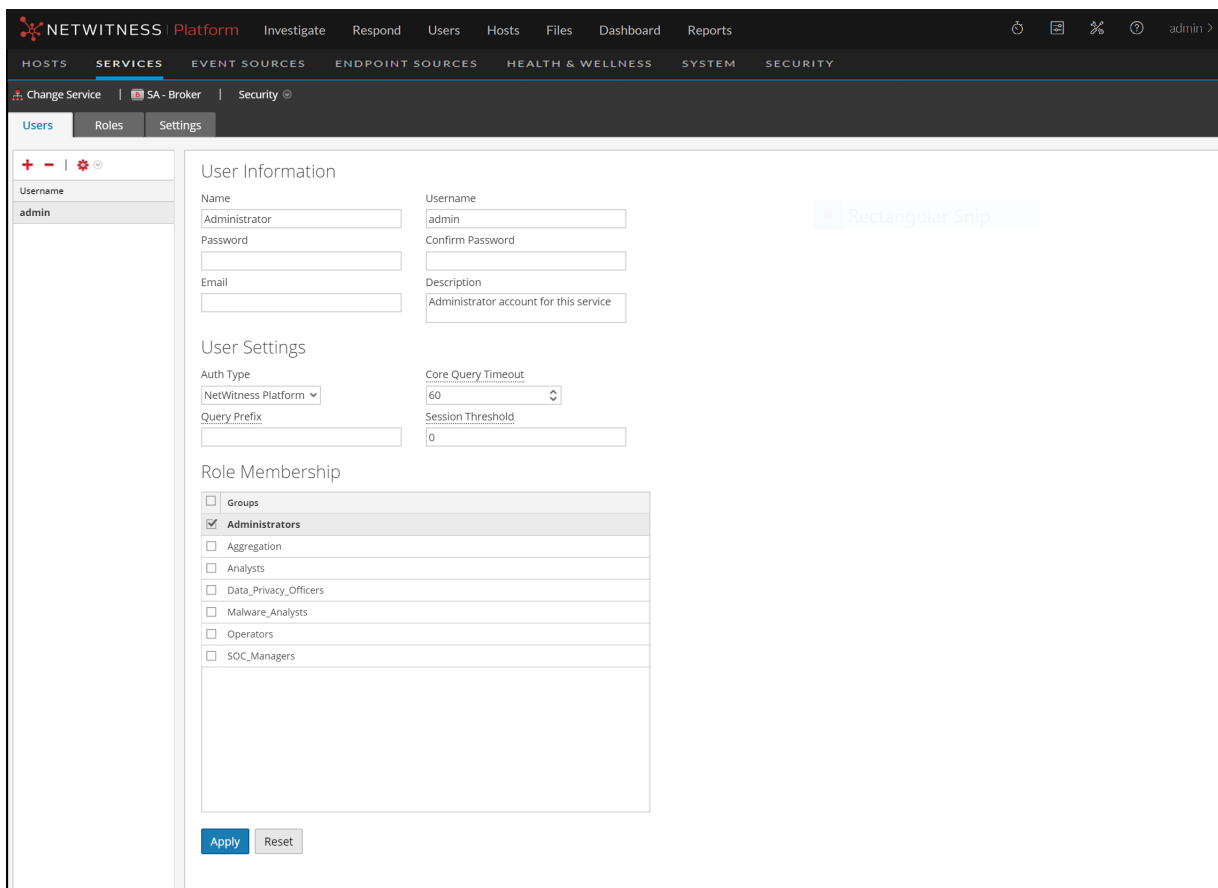 NETWITNESS Platform Investigate Respond Users Hosts Files Dashboard Reports admin >
HOSTS SERVICES EVENT SOURCES ENDPOINT SOURCES HEALTH & WELLNESS SYSTEM SECURITY
Change Service | SA - Broker | Security
Users Roles Settings
Username
admin
User Information
Name Username
Administrator admin
Password Confirm Password
Email Description
Administrator account for this service
Rectangular Snip
User Settings
Auth Type Core Query Timeout
NetWitness Platform 60
Query Prefix Session Threshold
0
Role Membership
Groups
Administrators
Aggregation
Analysts
Data_Privacy_Officers
Malware_Analysts
Operators
SOC_Managers
Apply Reset